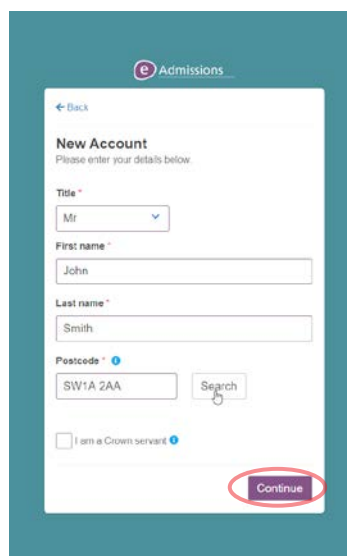 e Admissions
← Back
New Account
Please enter your details below.
Title *
Mr
First name *
John
Last name *
Smith
Postcode *
SW1A 2AA Search
I am a Crown servant
Continue